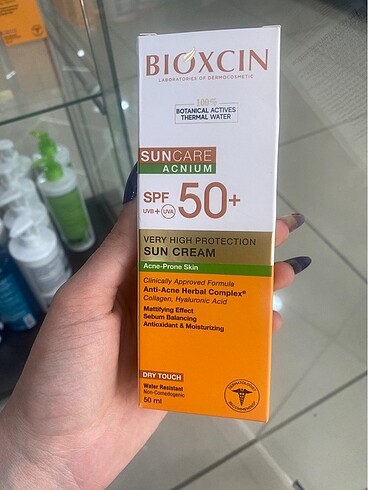 BIOXCIN
LABORATORIES OF DERMOCOSMETIC
100%
BOTANICAL ACTIVES
THERMAL WATER
SUNCARE
ACNIUM
SPF 50+
UVB+ UVA
VERY HIGH PROTECTION
SUN CREAM
Acne-Prone Skin
Clinically Approved Formula
Anti-Acne Herbal Complex®
Collagen, Hyaluronic Acid
Mattifying Effect
Sebum Balancing
Antioxidant & Moisturizing
DRY TOUCH
Water Resistant
Non-Comedogenic
50 ml
DERMATOLOGIST
RECOMMENDED